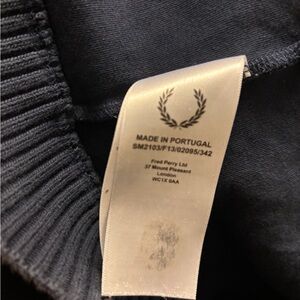 MADE IN PORTUGAL
SM2103/F13/02095/342
Fred Perry Ltd
37 Mount Pleasant
London
WC1X 0AA